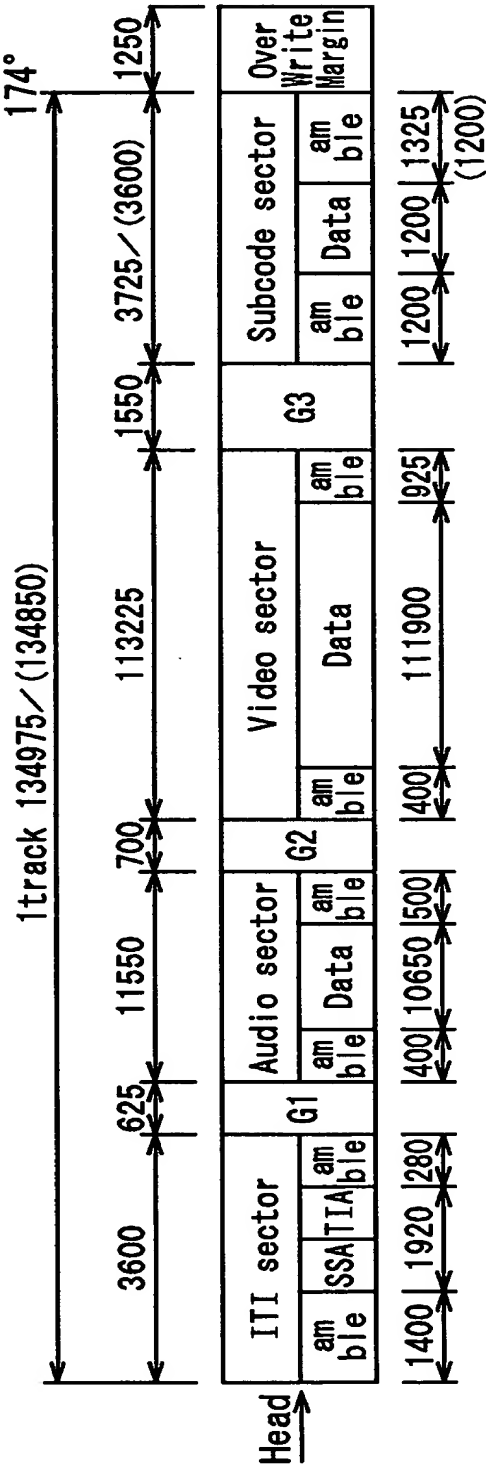 174°
1track 134975/(134850)
3600
625
11550
700
113225
1550
3725/(3600)
1250
Head
ITI sector
am
ble
SSA
TIA
am
ble
G1
Audio sector
am
ble
Data
am
ble
G2
Video sector
am
ble
Data
am
ble
G3
Subcode sector
am
ble
Data
am
ble
Over
Write
Margin
1400
1920
280
400
10650
500
400
111900
925
1200
1200
1325
(1200)